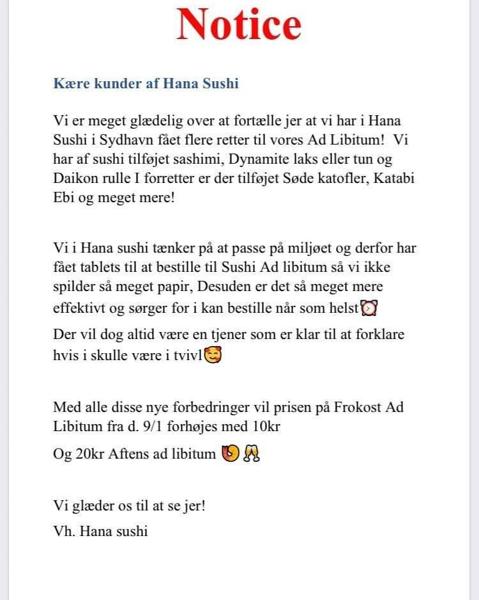 Notice
Kære kunder af Hana Sushi
Vi er meget glædelig over at fortælle jer at vi har i Hana
Sushi i Sydhavn fået flere retter til vores Ad Libitum!  Vi
har af sushi tilføjet sashimi, Dynamite laks eller tun og
Daikon rulle I forretter er der tilføjet Søde katofler, Katabi
Ebi og meget mere!
Vi i Hana sushi tænker på at passe på miljøet og derfor har
fået tablets til at bestille til Sushi Ad libitum så vi ikke
spilder så meget papir, Desuden er det så meget mere
effektivt og sørger for i kan bestille når som helst⏰
Der vil dog altid være en tjener som er klar til at forklare
hvis i skulle være i tvivl🥰
Med alle disse nye forbedringer vil prisen på Frokost Ad
Libitum fra d. 9/1 forhøjes med 10kr
Og 20kr Aftens ad libitum 🍤🥂
Vi glæder os til at se jer!
Vh. Hana sushi